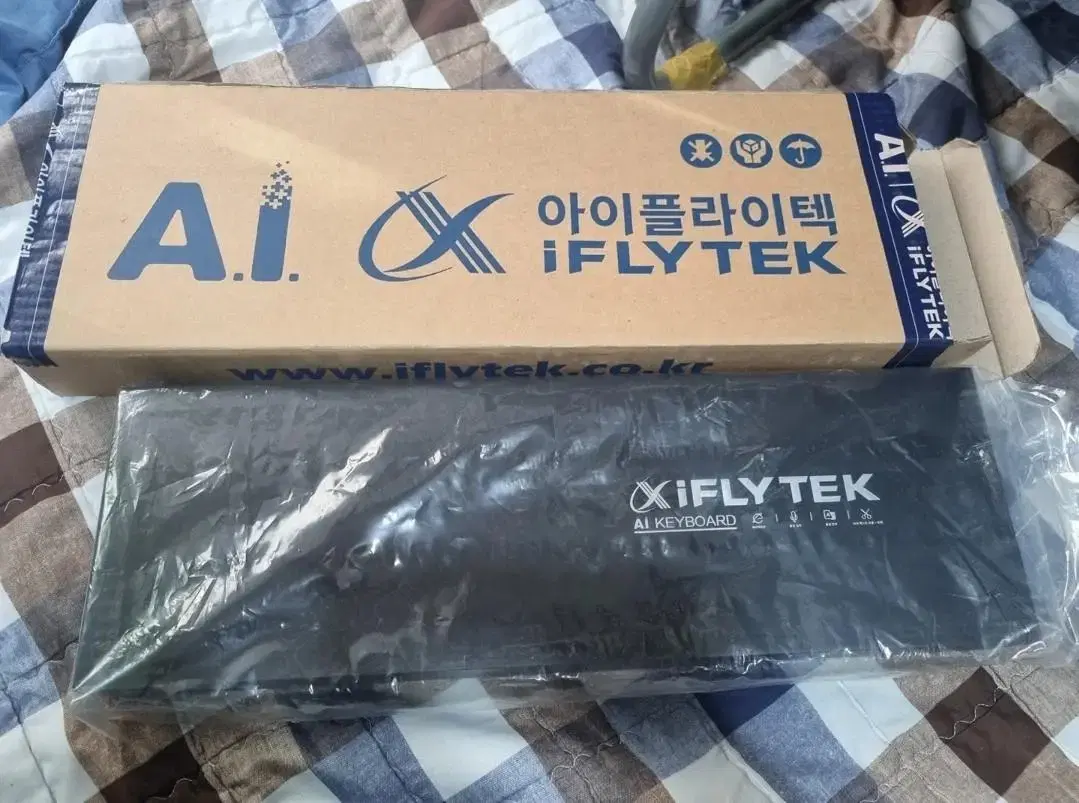 A.I.
아이플라이텍
iFLYTEK
A.I.
iFLYTEK
www.iflytek.co.kr
iFLYTEK
AI KEYBOARD